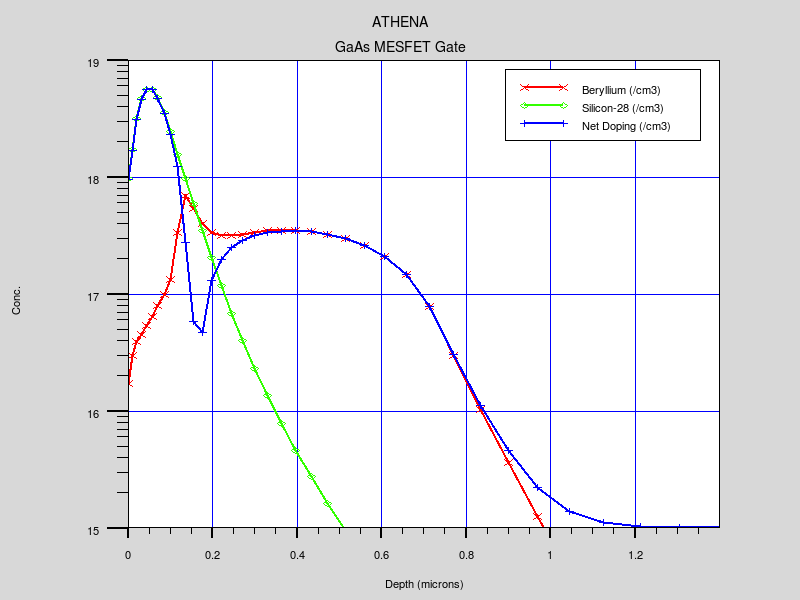 ATHENA
GaAs MESFET Gate
Beryllium (/cm3)
Silicon-28 (/cm3)
Net Doping (/cm3)
19
18
17
16
15
Conc.
0 0.2 0.4 0.6 0.8 1 1.2
Depth (microns)